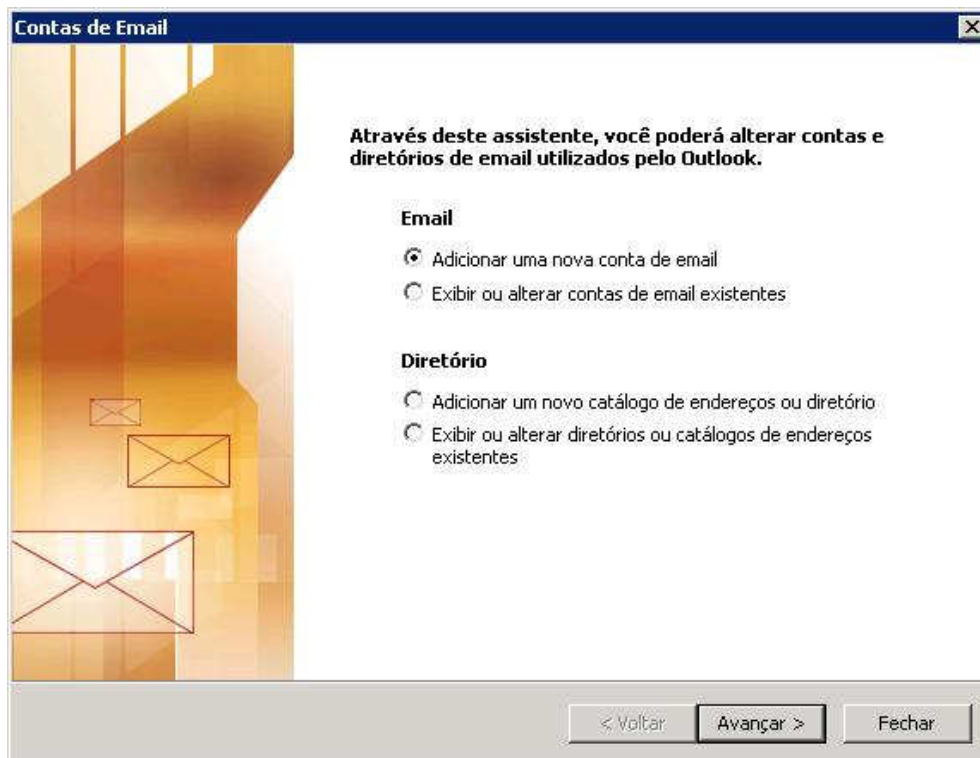 Contas de Email
Através deste assistente, você poderá alterar contas e
diretórios de email utilizados pelo Outlook.
Email
Adicionar uma nova conta de email
Exibir ou alterar contas de email existentes
Diretório
Adicionar um novo catálogo de endereços ou diretório
Exibir ou alterar diretórios ou catálogos de endereços
existentes
< Voltar
Avançar >
Fechar